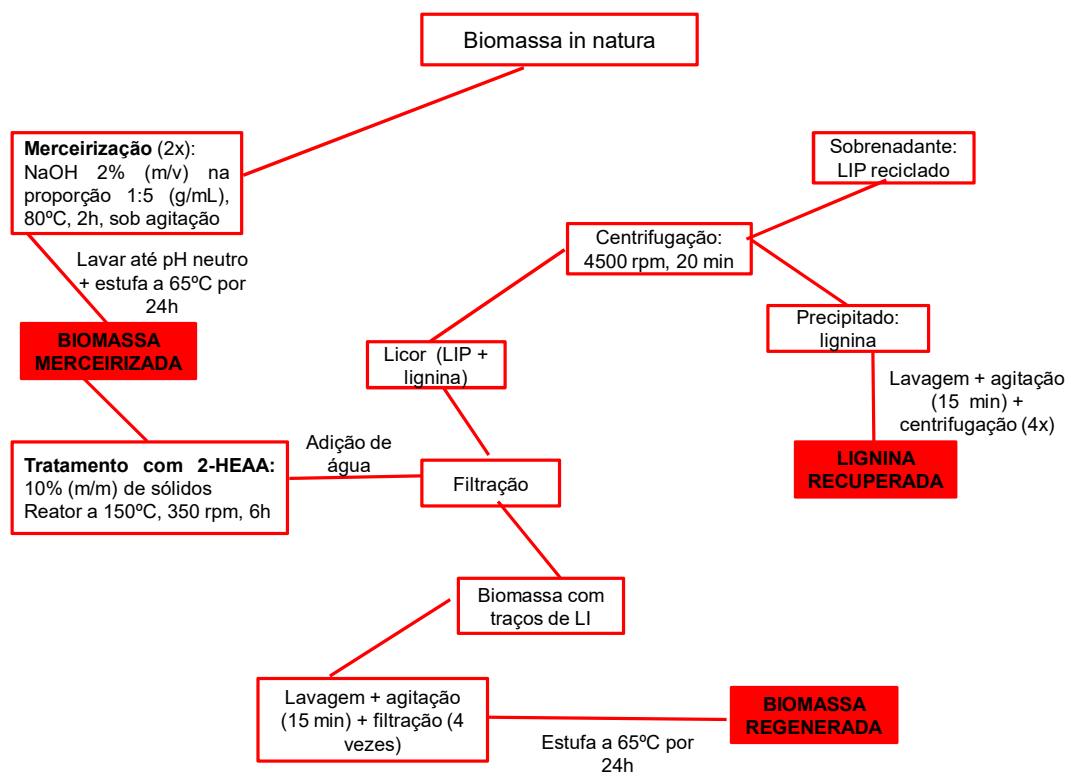 Biomassa in natura
Merceirização (2x):
NaOH 2% (m/v) na
proporção 1:5 (g/mL),
80ºC, 2h, sob agitação
Lavar até pH neutro
+ estufa a 65ºC por
24h
BIOMASSA
MERCEIRIZADA
Tratamento com 2-HEAA:
10% (m/m) de sólidos
Reator a 150ºC, 350 rpm, 6h
Adição de
água
Filtração
Licor (LIP +
lignina)
Centrifugação:
4500 rpm, 20 min
Sobrenadante:
LIP reciclado
Precipitado:
lignina
Lavagem + agitação
(15 min) +
centrifugação (4x)
LIGNINA
RECUPERADA
Biomassa com
traços de LI
Lavagem + agitação
(15 min) + filtração (4
vezes)
Estufa a 65ºC por
24h
BIOMASSA
REGENERADA